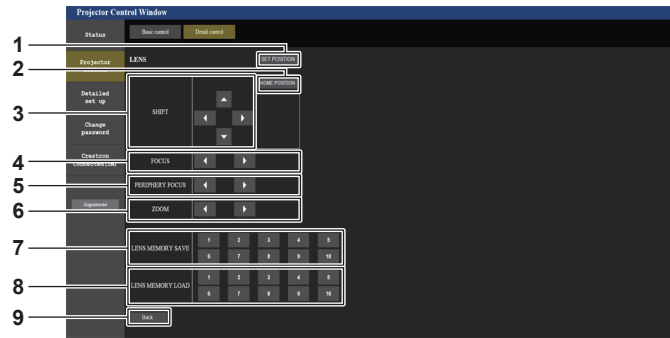 Projector Control Window
Status
Basic control
Detail control
1
LENS
SET POSITION
2
Projector
HOME POSITION
3
SHIFT
Detailed
set up
Change
password
Crestron
Connected(tm)
4
FOCUS
5
PERIPHERY FOCUS
6
ZOOM
Japanese
7
LENS MEMORY SAVE
1 2 3 4 5
6 7 8 9 10
8
LENS MEMORY LOAD
1 2 3 4 5
6 7 8 9 10
9
Back